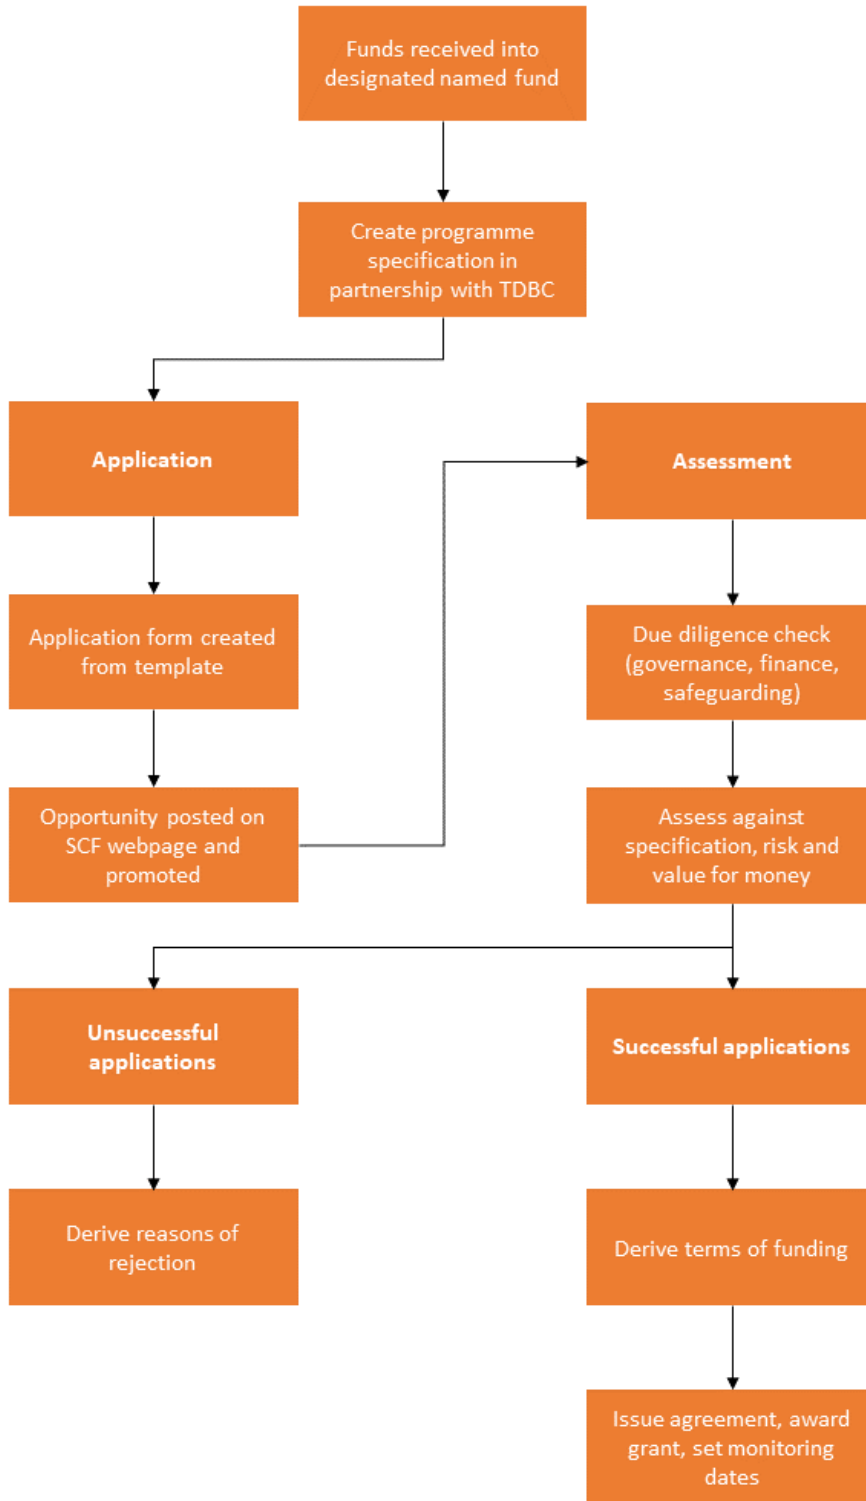 Funds received into
designated named fund
Create programme
specification in
partnership with TDBC
Application
Application form created
from template
Opportunity posted on
SCF webpage and
promoted
Assessment
Due diligence check
(governance, finance,
safeguarding)
Assess against
specification, risk and
value for money
Unsuccessful
applications
Derive reasons of
rejection
Successful applications
Derive terms of funding
Issue agreement, award
grant, set monitoring
dates